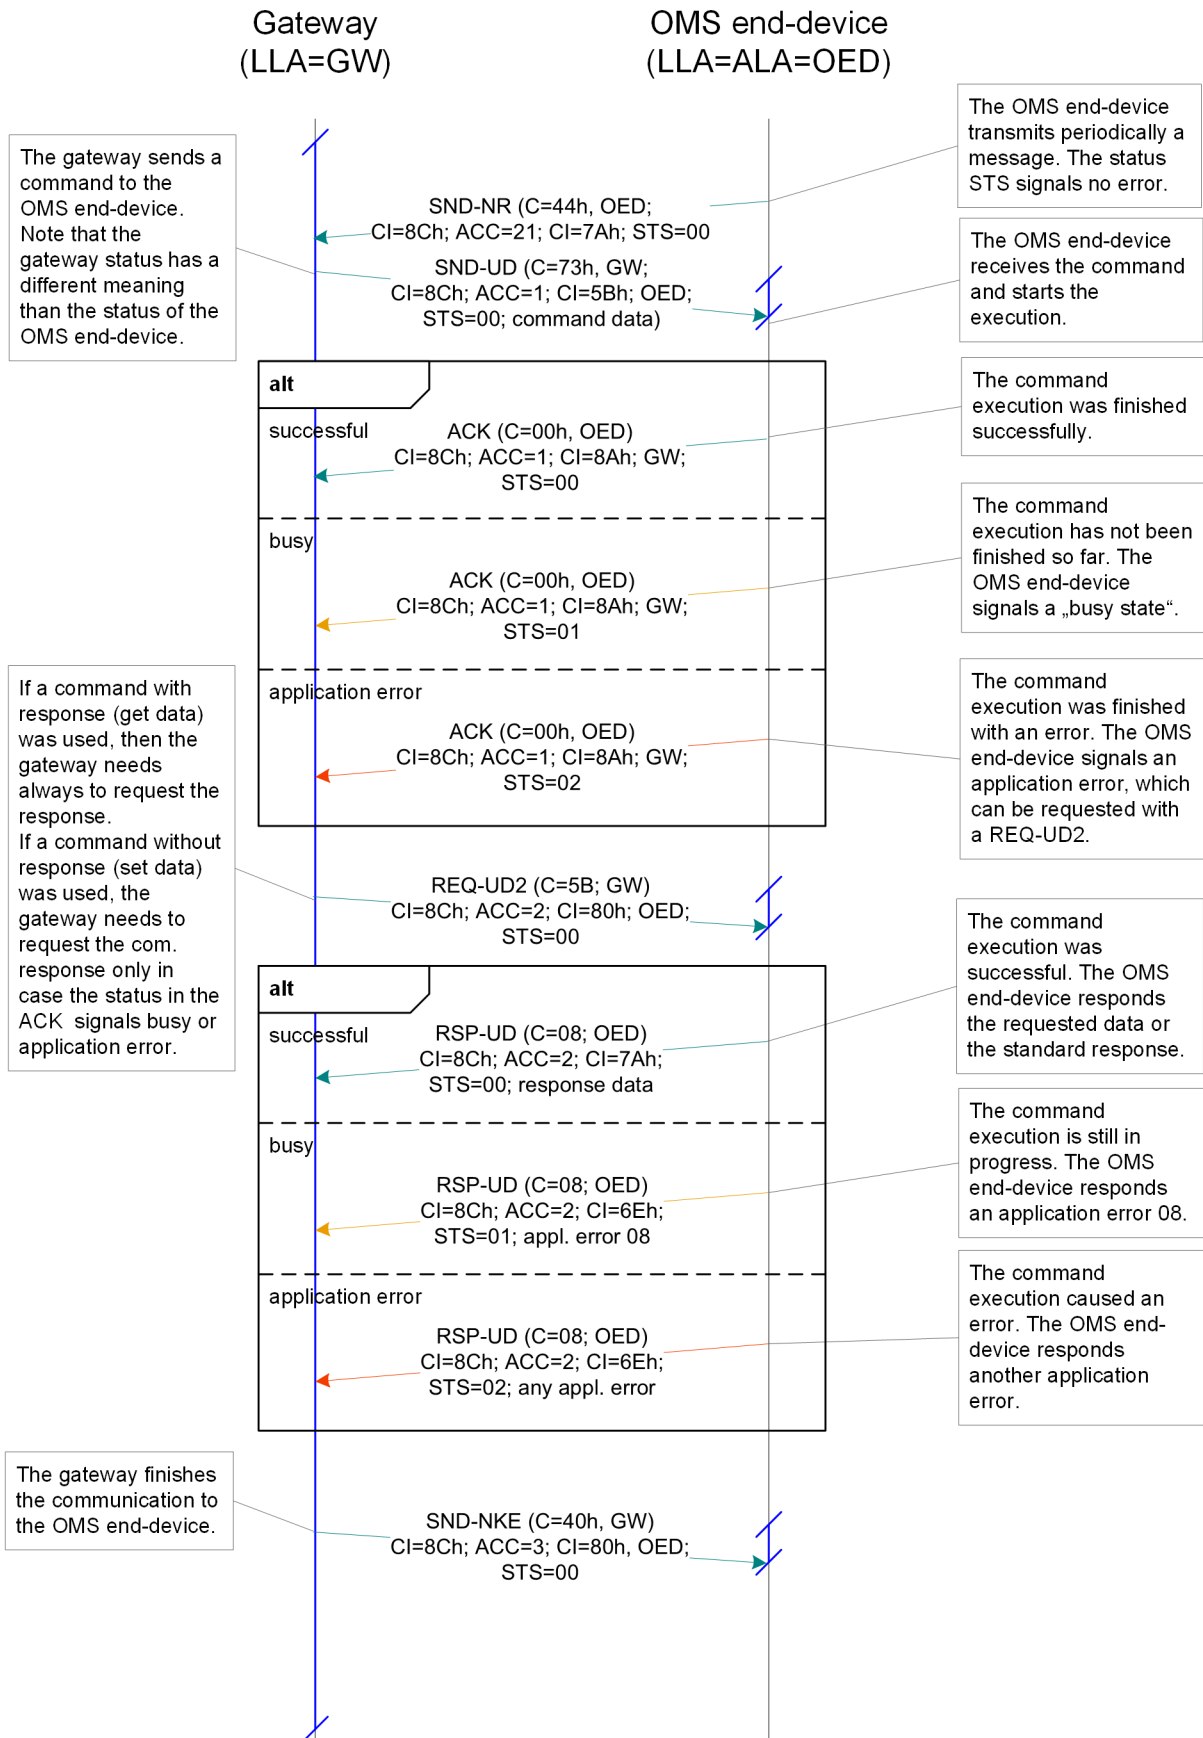 Gateway
(LLA=GW)
OMS end-device
(LLA=ALA=OED)
The OMS end-device
transmits periodically a
message. The status
STS signals no error.
The gateway sends a
command to the
OMS end-device.
Note that the
gateway status has a
different meaning
than the status of the
OMS end-device.
SND-NR (C=44h, OED;
CI=8Ch; ACC=21; CI=7Ah; STS=00
The OMS end-device
receives the command
and starts the
execution.
SND-UD (C=73h, GW;
CI=8Ch; ACC=1; CI=5Bh; OED;
STS=00; command data)
alt
successful
ACK (C=00h, OED)
CI=8Ch; ACC=1; CI=8Ah; GW;
STS=00
The command
execution was finished
successfully.
busy
ACK (C=00h, OED)
CI=8Ch; ACC=1; CI=8Ah; GW;
STS=01
The command
execution has not been
finished so far. The
OMS end-device
signals a „busy state“.
application error
ACK (C=00h, OED)
CI=8Ch; ACC=1; CI=8Ah; GW;
STS=02
The command
execution was finished
with an error. The OMS
end-device signals an
application error, which
can be requested with
a REQ-UD2.
If a command with
response (get data)
was used, then the
gateway needs
always to request the
response.
If a command without
response (set data)
was used, the
gateway needs to
request the com.
response only in
case the status in the
ACK  signals busy or
application error.
REQ-UD2 (C=5B; GW)
CI=8Ch; ACC=2; CI=80h; OED;
STS=00
alt
successful
RSP-UD (C=08; OED)
CI=8Ch; ACC=2; CI=7Ah;
STS=00; response data
The command
execution was
successful. The OMS
end-device responds
the requested data or
the standard response.
busy
RSP-UD (C=08; OED)
CI=8Ch; ACC=2; CI=6Eh;
STS=01; appl. error 08
The command
execution is still in
progress. The OMS
end-device responds
an application error 08.
application error
RSP-UD (C=08; OED)
CI=8Ch; ACC=2; CI=6Eh;
STS=02; any appl. error
The command
execution caused an
error. The OMS end-
device responds
another application
error.
The gateway finishes
the communication to
the OMS end-device.
SND-NKE (C=40h, GW)
CI=8Ch; ACC=3; CI=80h, OED;
STS=00